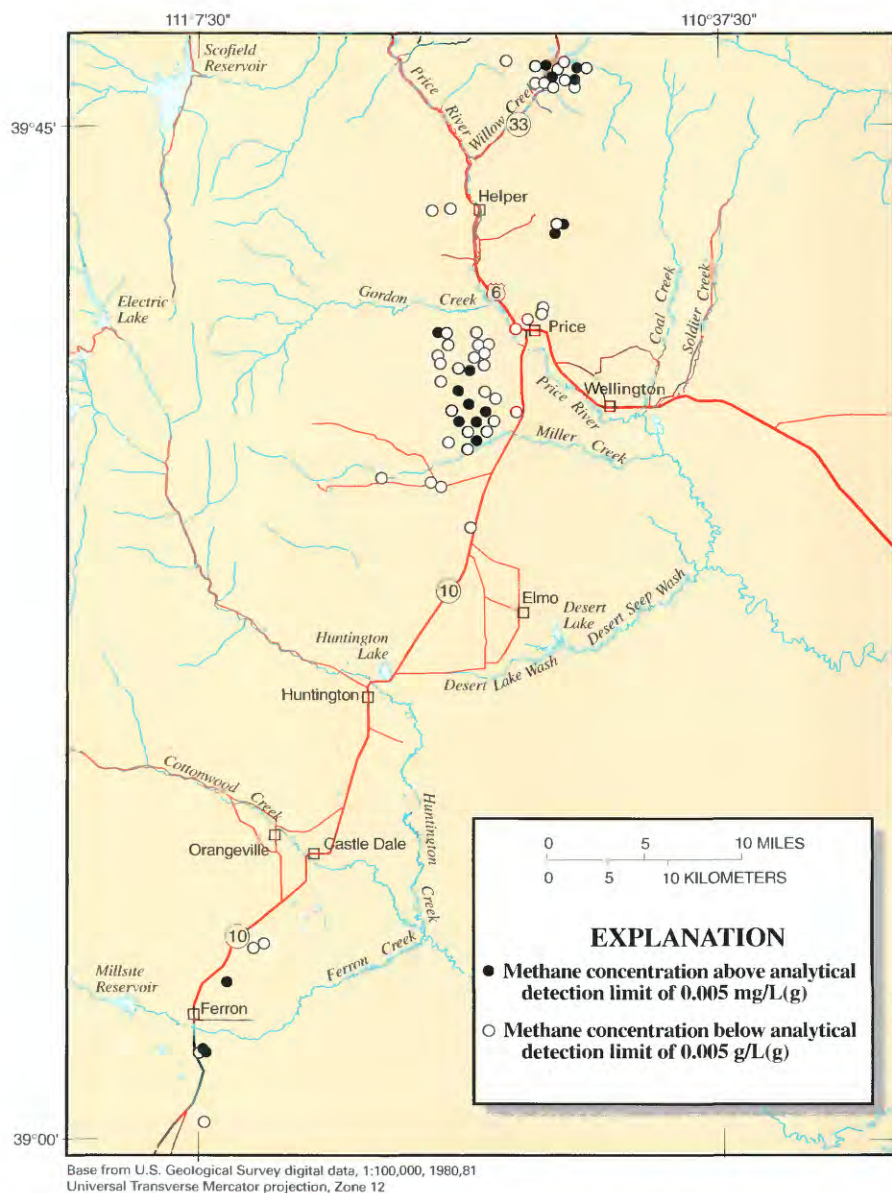 111°7'30"
110°37'30"
Scofield
Reservoir
Price
River
Willow Creek
39°45'
33
Helper
6
Gordon Creek
Electric
Lake
Price
Coal Creek
Soldier Creek
Wellington
Price River
Miller Creek
10
Elmo
Desert
Lake
Desert Seep Wash
Huntington
Lake
Desert Lake Wash
Huntington
Cottonwood
Creek
Huntington
Creek
Orangeville
Castle Dale
0 5 10 MILES
0 5 10 KILOMETERS
EXPLANATION
Methane concentration above analytical
detection limit of 0.005 mg/L(g)
Methane concentration below analytical
detection limit of 0.005 g/L(g)
10
Ferron Creek
Millsite
Reservoir
Ferron
39°00'
Base from U.S. Geological Survey digital data, 1:100,000, 1980,81
Universal Transverse Mercator projection, Zone 12